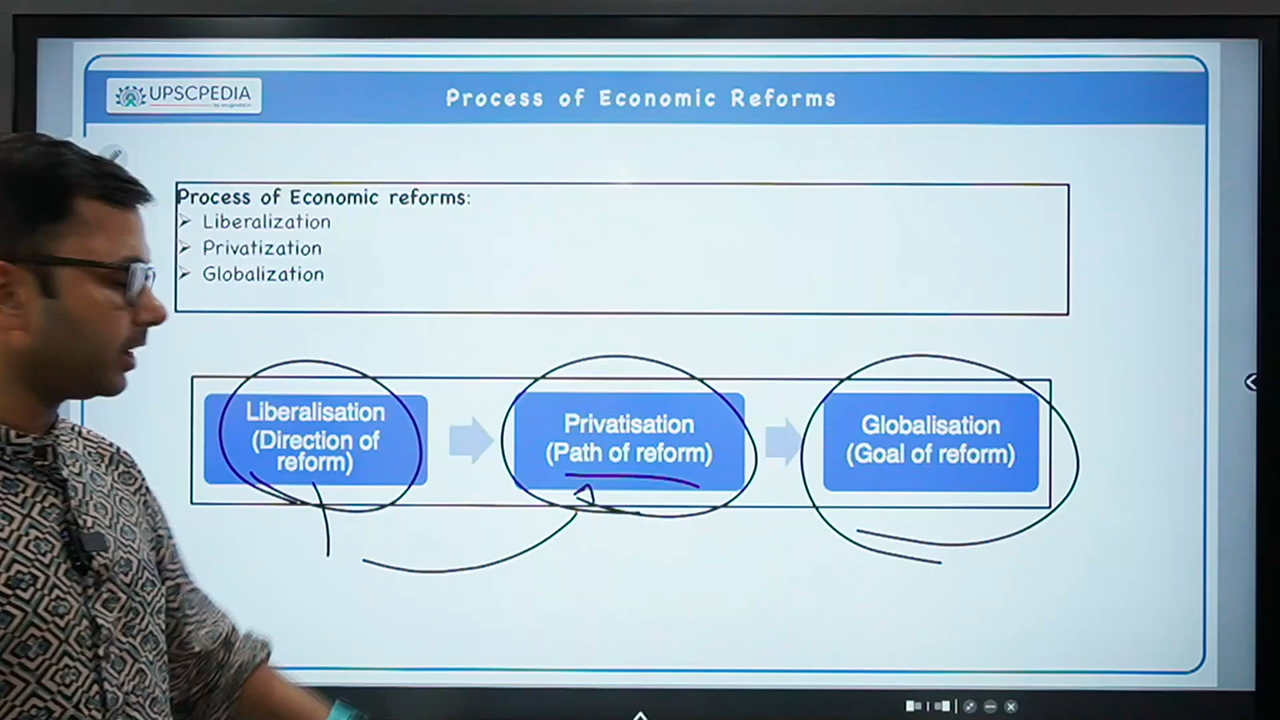 UPSCPEDIA
Process of Economic Reforms
Process of Economic reforms:
Liberalization
Privatization
Globalization
Liberalisation
(Direction of
reform)
Privatisation
(Path of reform)
Globalisation
(Goal of reform)